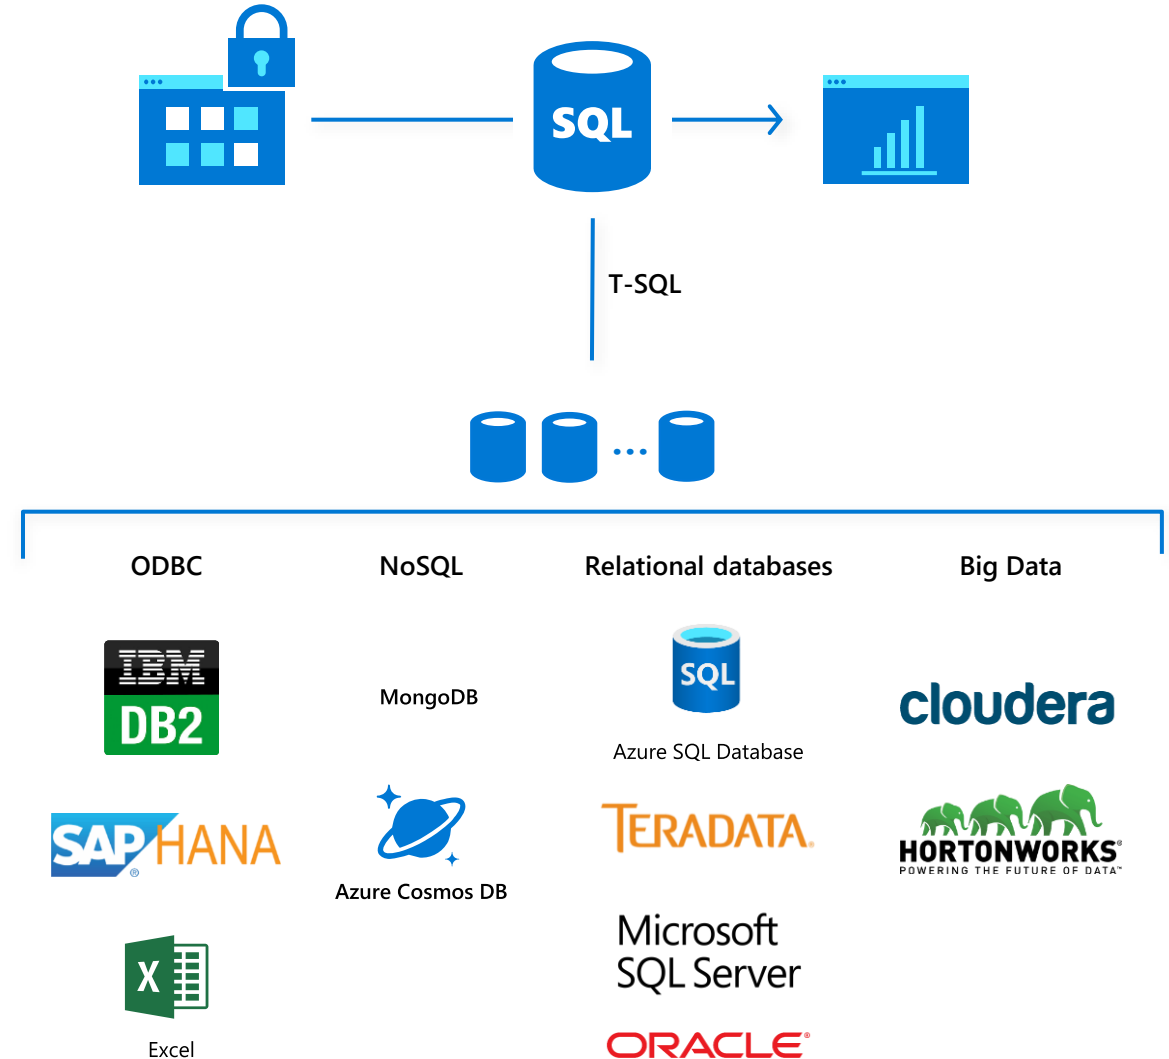 SQL
T-SQL
ODBC
NoSQL
Relational databases
Big Data
IBM
DB2
MongoDB
SQL
Azure SQL Database
cloudera
SAP HANA
®
Azure Cosmos DB
TERADATA®
HORTONWORKS®
POWERING THE FUTURE OF DATA™
X
Excel
Microsoft
SQL Server
ORACLE®